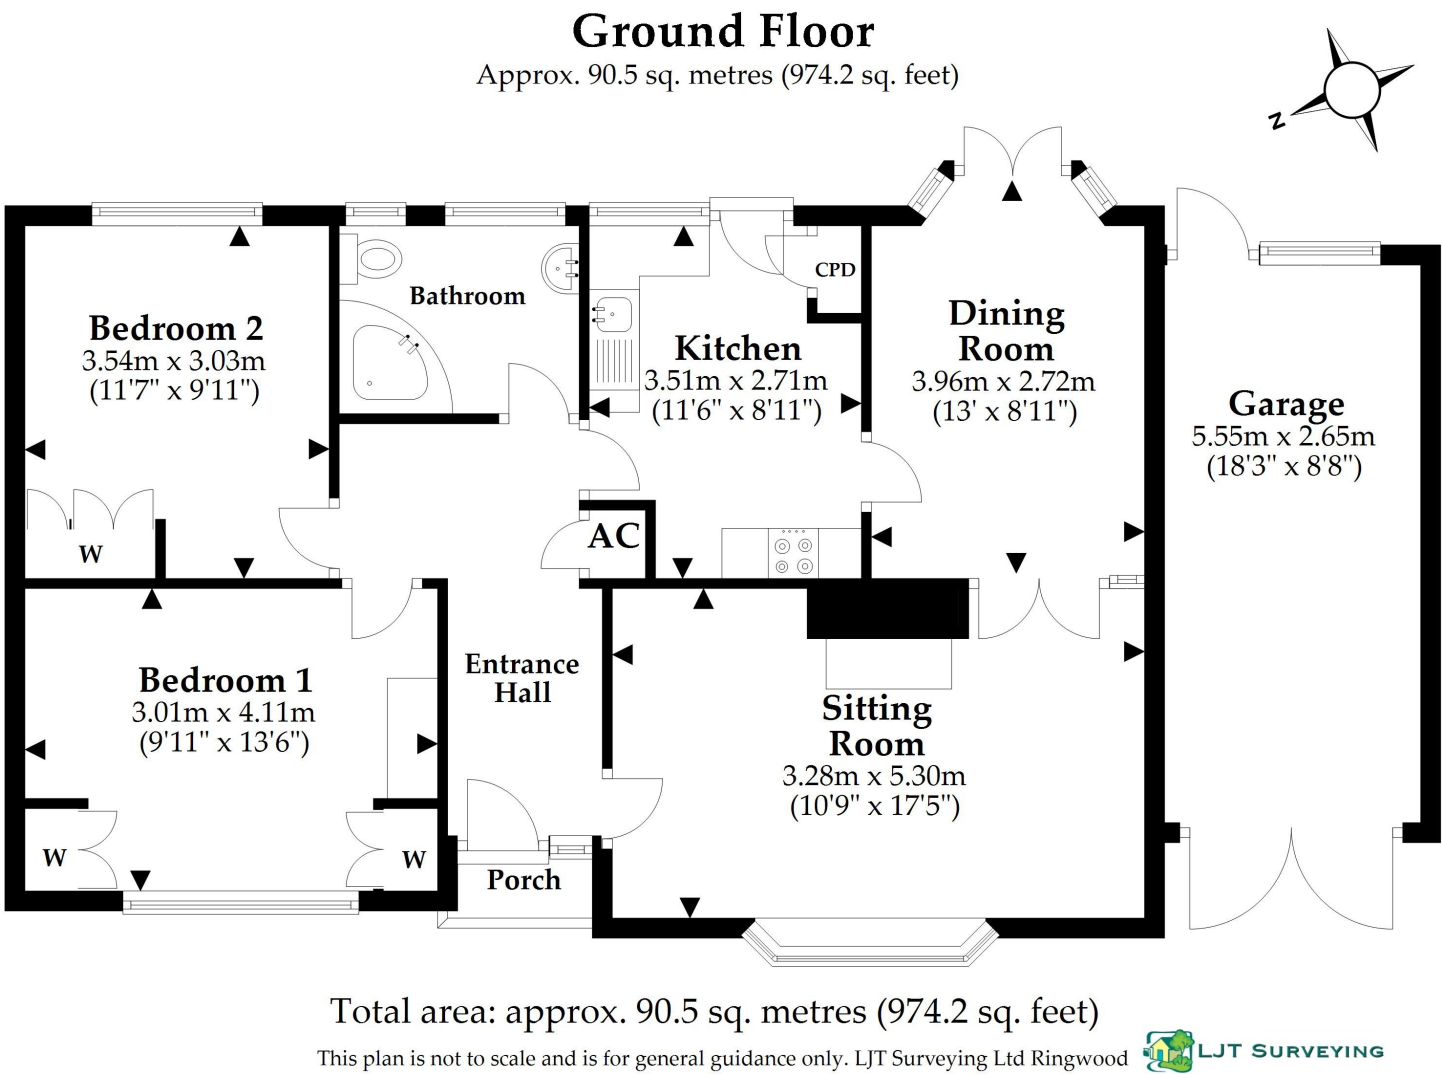 Ground Floor
Approx. 90.5 sq. metres (974.2 sq. feet)
N
Bedroom 2
3.54m x 3.03m
(11'7" x 9'11")
W
Bathroom
Kitchen
3.51m x 2.71m
(11'6" x 8'11")
CPD
Dining
Room
3.96m x 2.72m
(13' x 8'11")
Garage
5.55m x 2.65m
(18'3" x 8'8")
AC
Bedroom 1
3.01m x 4.11m
(9'11" x 13'6")
W
W
Entrance
Hall
Porch
Sitting
Room
3.28m x 5.30m
(10'9" x 17'5")
Total area: approx. 90.5 sq. metres (974.2 sq. feet)
This plan is not to scale and is for general guidance only. LJT Surveying Ltd Ringwood
LJT SURVEYING